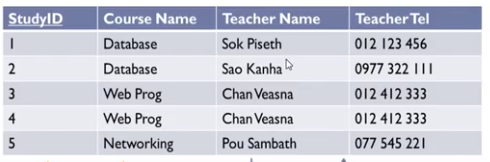 StudyID Course Name Teacher Name Teacher Tel
1 Database Sok Piseth 012 123 456
2 Database Sao Kanha 0977 322 111
3 Web Prog Chan Veasna 012 412 333
4 Web Prog Chan Veasna 012 412 333
5 Networking Pou Sambath 077 545 221